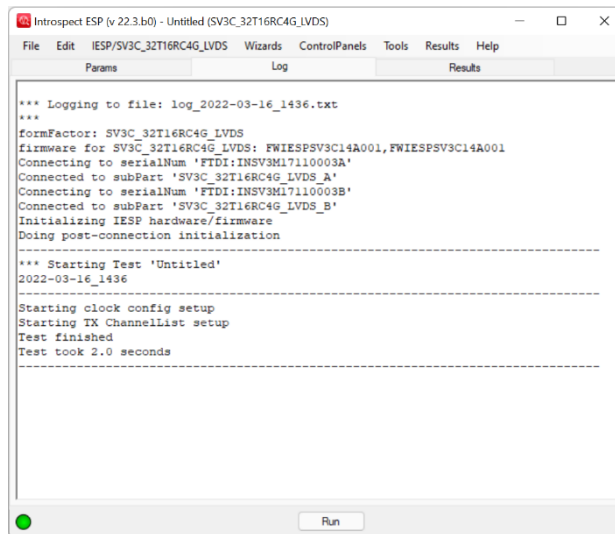 Introspect ESP (v 22.3.b0) - Untitled (SV3C_32T16RC4G_LVDS)
File Edit IESP/SV3C_32T16RC4G_LVDS Wizards ControlPanels Tools Results Help
Params Log Results
*** Logging to file: log_2022-03-16_1436.txt
***
formFactor: SV3C_32T16RC4G_LVDS
firmware for SV3C_32T16RC4G_LVDS: FWIESPSV3C14A001,FWIESPSV3C14A001
Connecting to serialNum 'FTDI:INSV3M17110003A'
Connected to subPart 'SV3C_32T16RC4G_LVDS_A'
Connecting to serialNum 'FTDI:INSV3M17110003B'
Connected to subPart 'SV3C_32T16RC4G_LVDS_B'
Initializing IESP hardware/firmware
Doing post-connection initialization
--------------------------------------------------------------------------------
*** Starting Test 'Untitled'
2022-03-16_1436
--------------------------------------------------------------------------------
Starting clock config setup
Starting TX ChannelList setup
Test finished
Test took 2.0 seconds
--------------------------------------------------------------------------------
Run